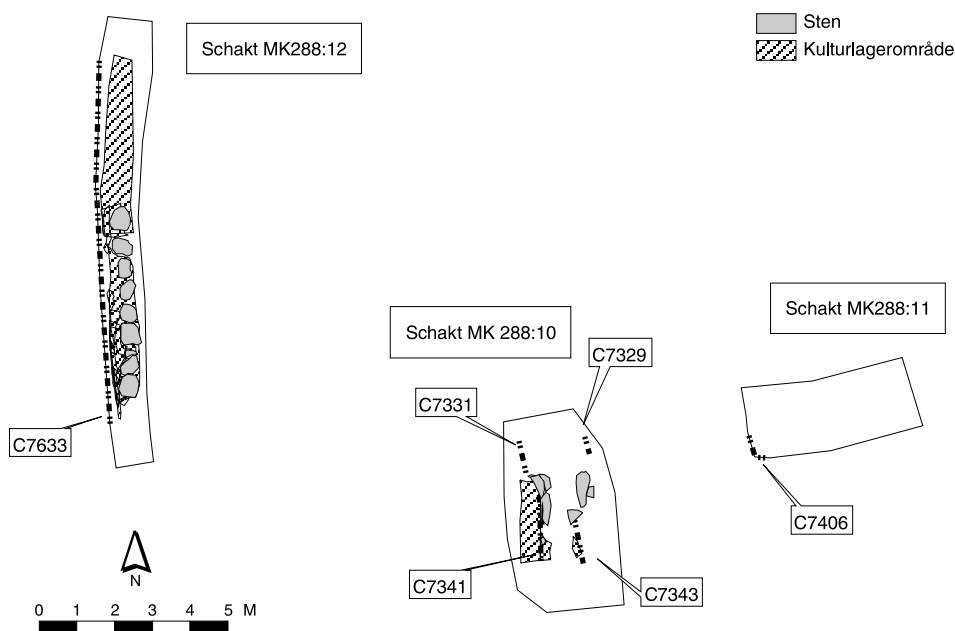 Schakt MK288:12
Sten
Kulturlagerområde
Schakt MK288:11
Schakt MK 288:10
C7329
C7331
C7633
C7406
C7341
C7343
N
0 1 2 3 4 5 M